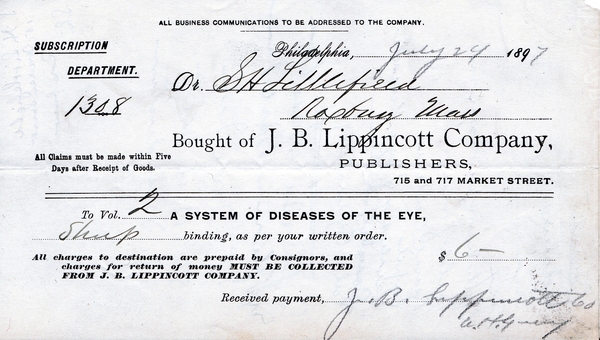 ALL BUSINESS COMMUNICATIONS TO BE ADDRESSED TO THE COMPANY.
SUBSCRIPTION
DEPARTMENT.
1308
Philadelphia, July 24 1897
Dr. S H Littlefield
Roxbury Mass
Bought of J. B. Lippincott Company,
PUBLISHERS,
715 and 717 MARKET STREET.
All Claims must be made within Five
Days after Receipt of Goods.
To Vol. 2 A SYSTEM OF DISEASES OF THE EYE,
Sheep binding, as per your written order.
$ 6-
All charges to destination are prepaid by Consignors, and
charges for return of money MUST BE COLLECTED
FROM J. B. LIPPINCOTT COMPANY.
Received payment, J. B. Lippincott Co